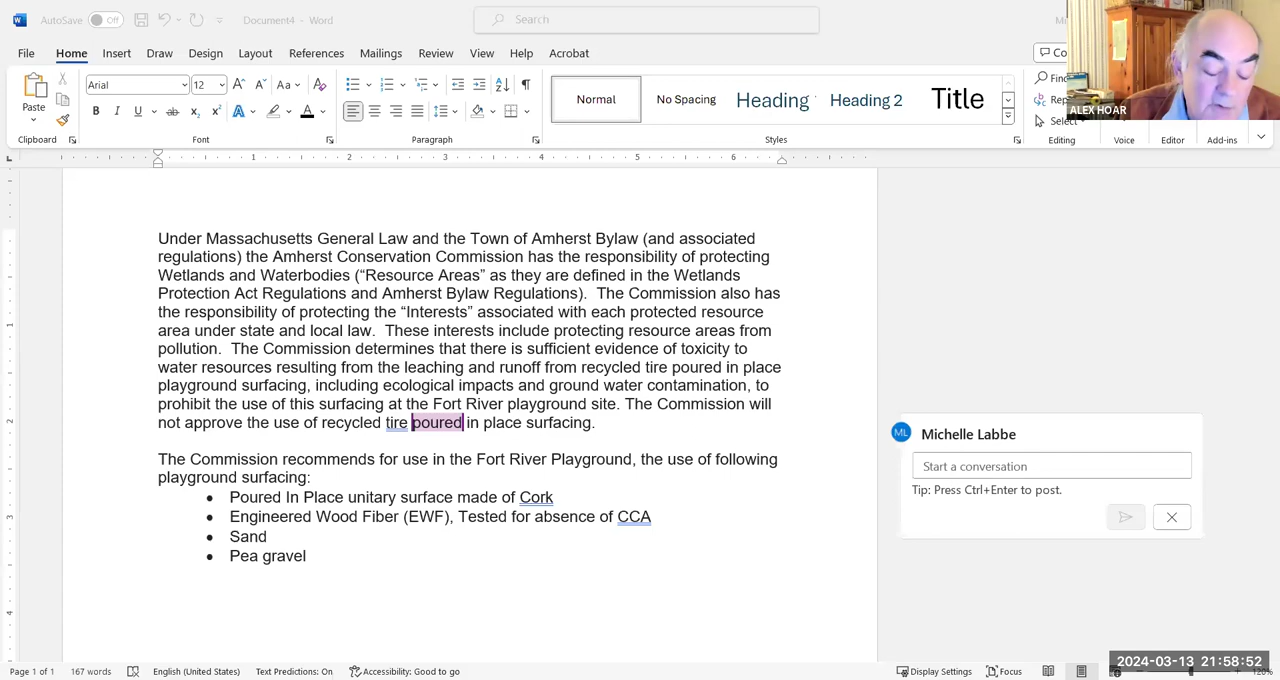 AutoSave Off Document4 - Word Search
File Home Insert Draw Design Layout References Mailings Review View Help Acrobat
Paste Arial 12 Normal No Spacing Heading Heading 2 Title
ALEX HOAR
Select
Clipboard Font Paragraph Styles Editing Voice Editor Add-ins
1 2 3 4 5 6
Under Massachusetts General Law and the Town of Amherst Bylaw (and associated
regulations) the Amherst Conservation Commission has the responsibility of protecting
Wetlands and Waterbodies (“Resource Areas” as they are defined in the Wetlands
Protection Act Regulations and Amherst Bylaw Regulations). The Commission also has
the responsibility of protecting the “Interests” associated with each protected resource
area under state and local law. These interests include protecting resource areas from
pollution. The Commission determines that there is sufficient evidence of toxicity to
water resources resulting from the leaching and runoff from recycled tire poured in place
playground surfacing, including ecological impacts and ground water contamination, to
prohibit the use of this surfacing at the Fort River playground site. The Commission will
not approve the use of recycled tire poured in place surfacing.
The Commission recommends for use in the Fort River Playground, the use of following
playground surfacing:
• Poured In Place unitary surface made of Cork
• Engineered Wood Fiber (EWF), Tested for absence of CCA
• Sand
• Pea gravel
ML Michelle Labbe
Start a conversation
Tip: Press Ctrl+Enter to post.
Page 1 of 1 167 words English (United States) Text Predictions: On Accessibility: Good to go Display Settings Focus 120%
2024-03-13 21:58:52